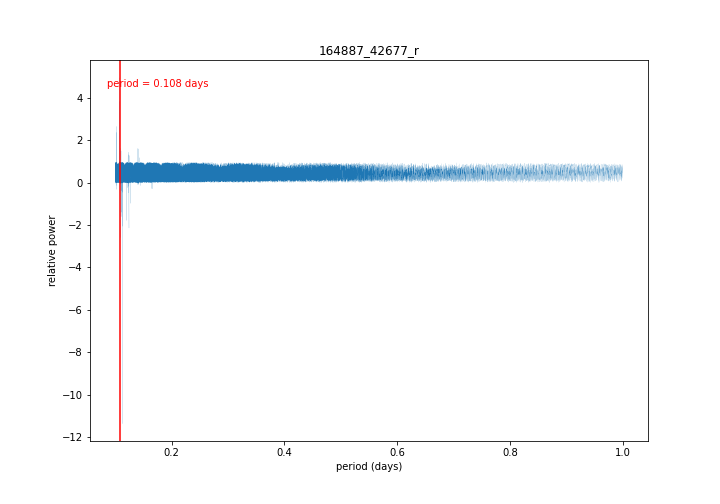 164887_42677_r
period = 0.108 days
4
2
0
−2
−4
−6
−8
−10
−12
relative power
0.2 0.4 0.6 0.8 1.0
period (days)